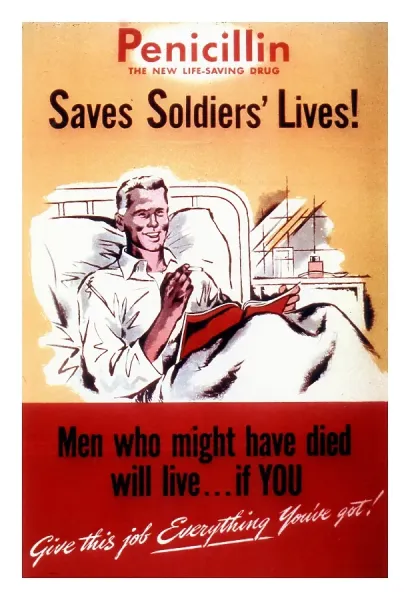 Penicillin
THE NEW LIFE-SAVING DRUG
Saves Soldiers' Lives!
Men who might have died
will live...if YOU
Give this job Everything You've got!